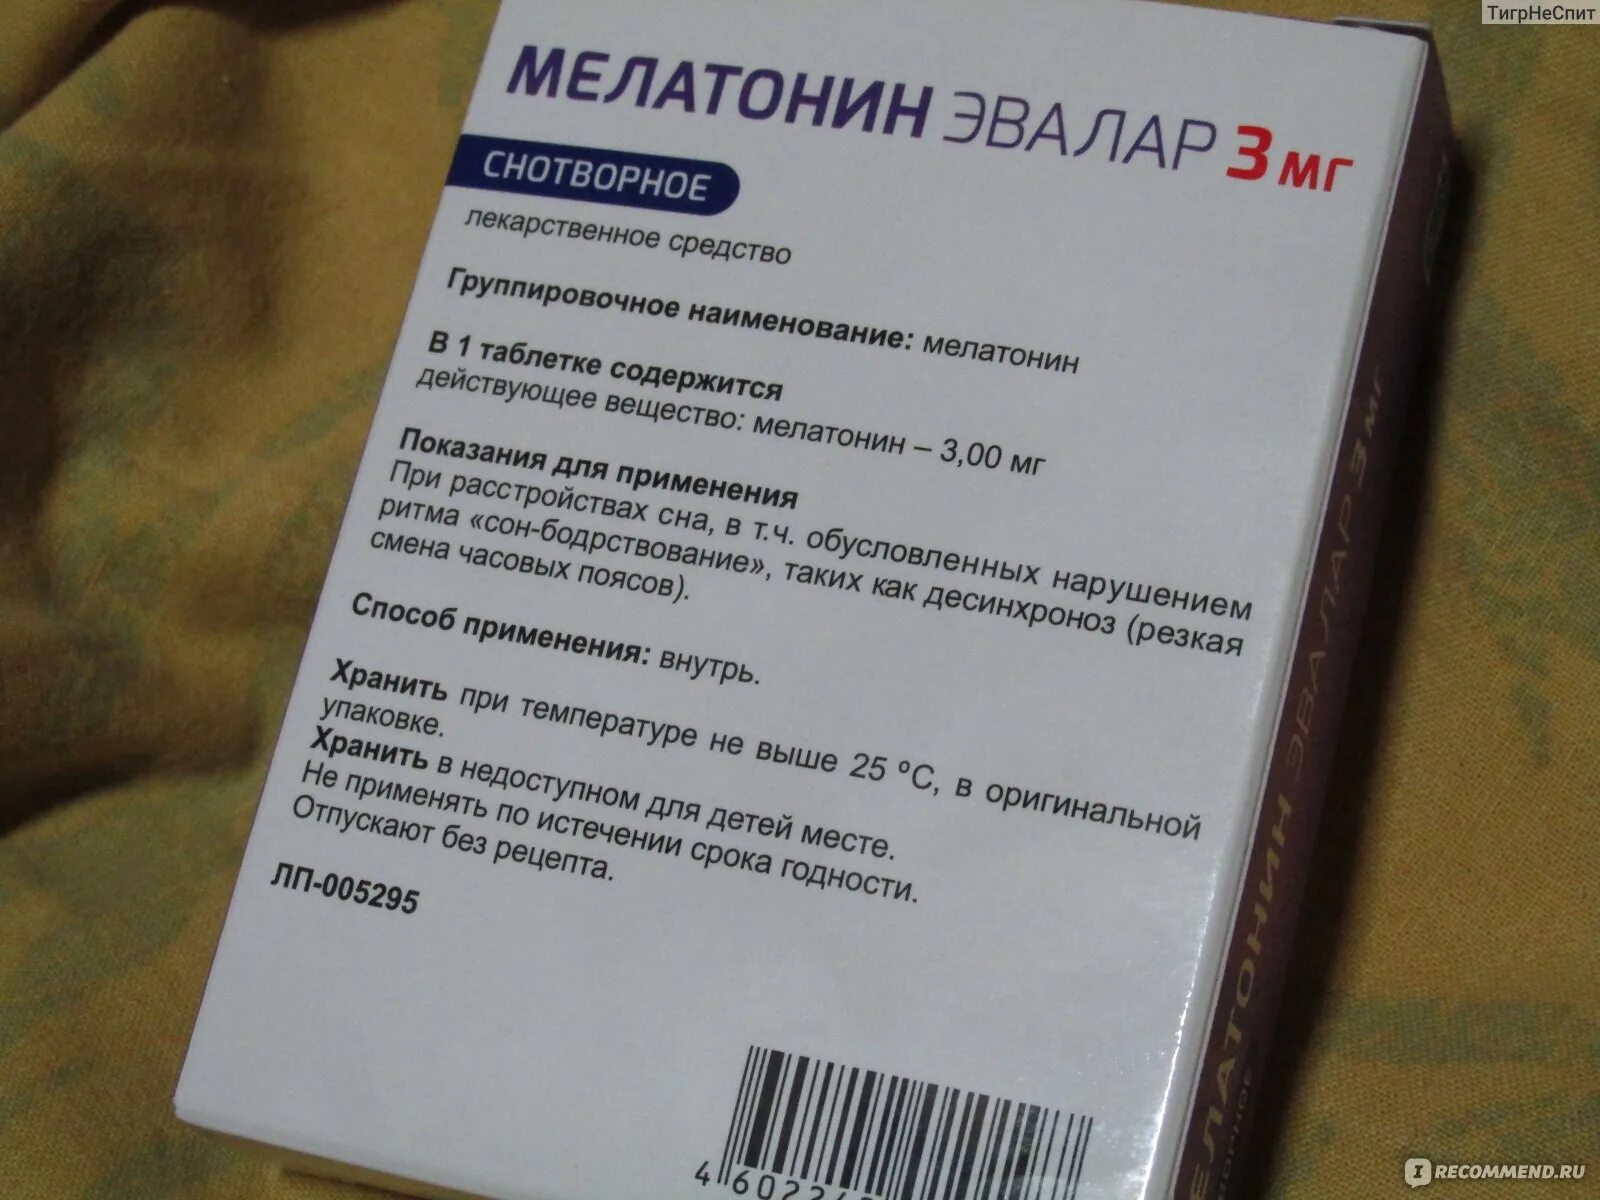 ТигрНеСпит
МЕЛАТОНИН ЭВАЛАР 3 мг
СНОТВОРНОЕ
лекарственное средство
Группировочное наименование: мелатонин
В 1 таблетке содержится
действующее вещество: мелатонин – 3,00 мг
Показания для применения
При расстройствах сна, в т.ч. обусловленных нарушением
ритма «сон-бодрствование», таких как десинхроноз (резкая
смена часовых поясов).
Способ применения: внутрь.
Хранить при температуре не выше 25 ºС, в оригинальной
упаковке.
Хранить в недоступном для детей месте.
Не применять по истечении срока годности.
Отпускают без рецепта.
ЛП-005295
ЭВАЛАР 3 мг
IRECOMMEND.RU